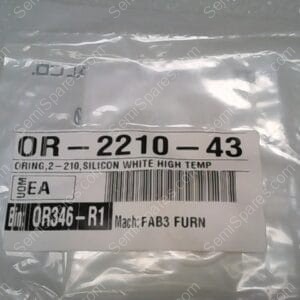 OR-2210-43
ORING,2-210,SILICON WHITE HIGH TEMP
UOM EA
Bin: OR346-R1 Mach: FAB3 FURN